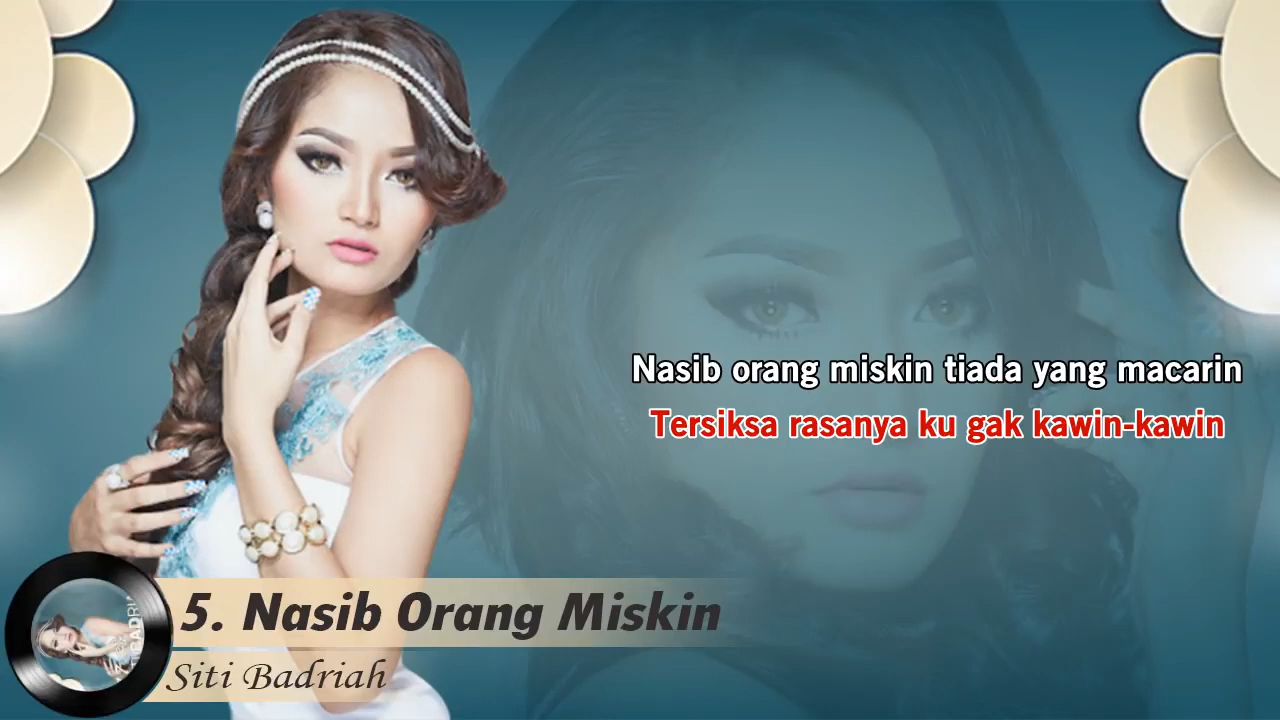 Nasib orang miskin tiada yang macarin
Tersiksa rasanya ku gak kawin-kawin
5. Nasib Orang Miskin
Siti Badriah